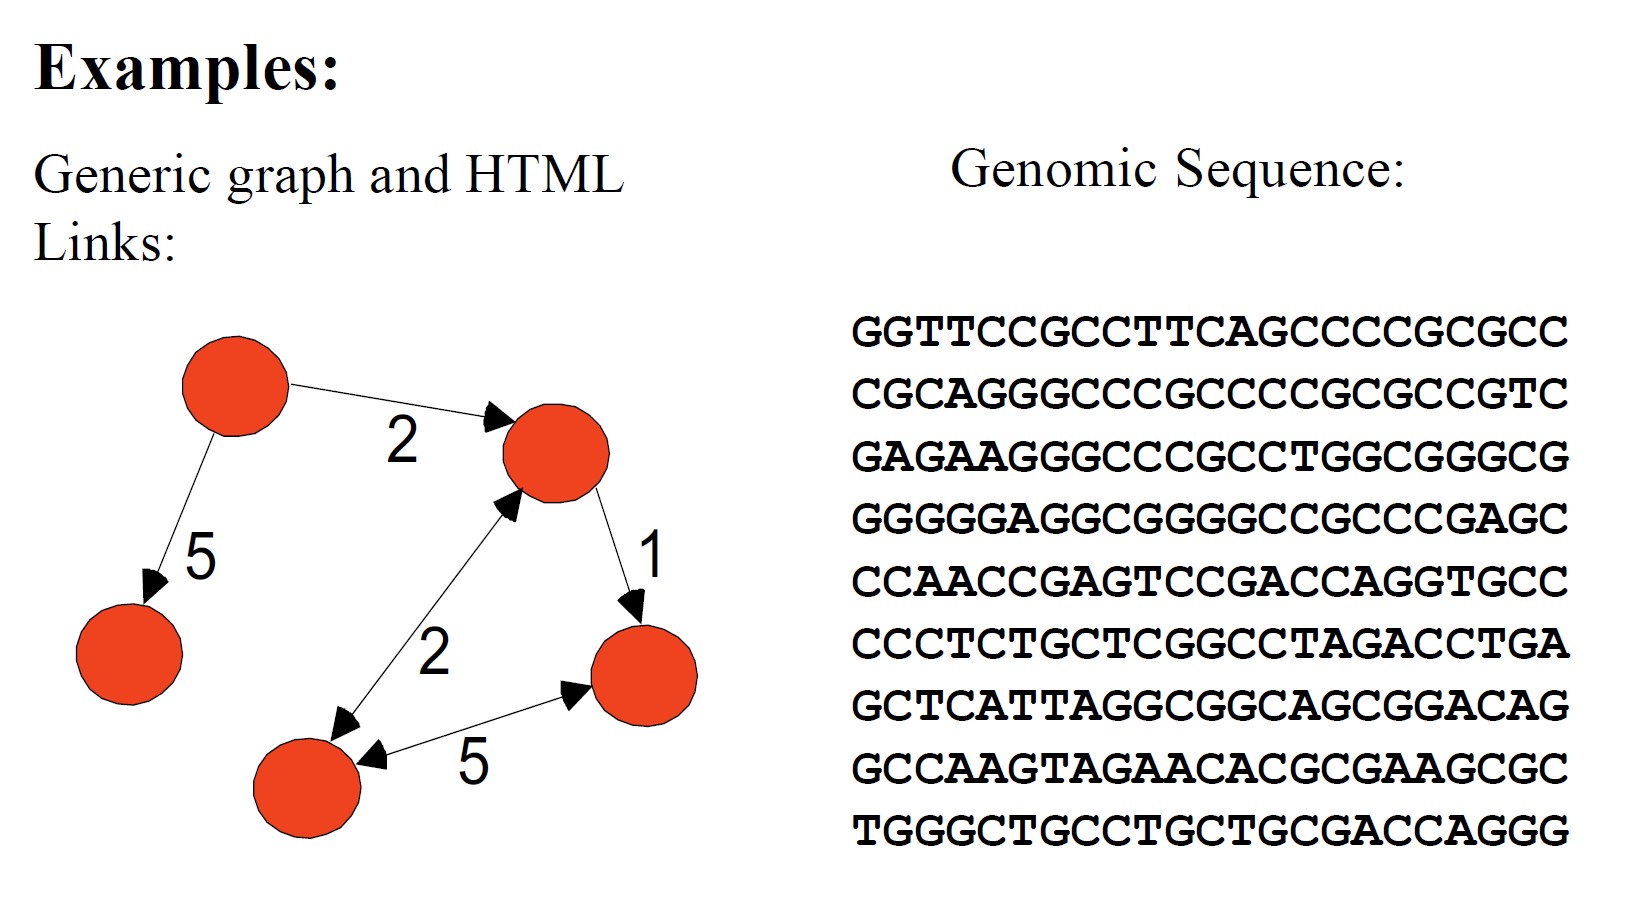 Examples:
Generic graph and HTML
Links:
2
5
1
2
5
Genomic Sequence:
GGTTCCGCCTTCAGCCCCGCGCC
CGCAGGGCCCGCCCCGCGCCGTC
GAGAAGGGCCCGCCTGGCGGGCG
GGGGGAGGCGGGGCCGCCCGAGC
CCAACCGAGTCCGACCAGGTGCC
CCCTCTGCTCGGCCTAGACCTGA
GCTCATTAGGCGGCAGCGGACAG
GCCAAGTAGAACACGCGAAGCGC
TGGGCTGCCTGCTGCGACCAGGG